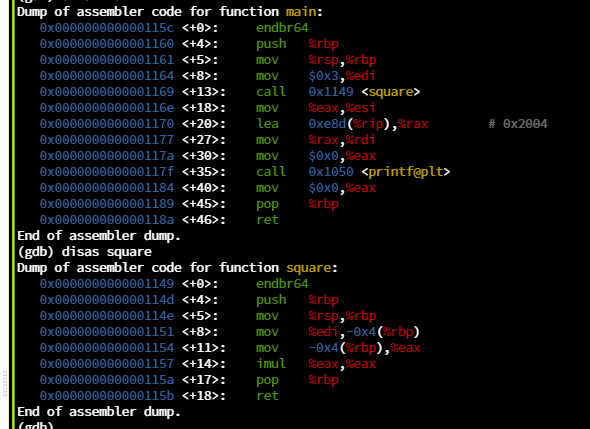 Dump of assembler code for function main:
0x000000000000115c <+0>: endbr64
0x0000000000001160 <+4>: push %rbp
0x0000000000001161 <+5>: mov %rsp,%rbp
0x0000000000001164 <+8>: mov $0x3,%edi
0x0000000000001169 <+13>: call 0x1149 <square>
0x000000000000116e <+18>: mov %eax,%esi
0x0000000000001170 <+20>: lea 0xe8d(%rip),%rax # 0x2004
0x0000000000001177 <+27>: mov %rax,%rdi
0x000000000000117a <+30>: mov $0x0,%eax
0x000000000000117f <+35>: call 0x1050 <printf@plt>
0x0000000000001184 <+40>: mov $0x0,%eax
0x0000000000001189 <+45>: pop %rbp
0x000000000000118a <+46>: ret
End of assembler dump.
(gdb) disas square
Dump of assembler code for function square:
0x0000000000001149 <+0>: endbr64
0x000000000000114d <+4>: push %rbp
0x000000000000114e <+5>: mov %rsp,%rbp
0x0000000000001151 <+8>: mov %edi,-0x4(%rbp)
0x0000000000001154 <+11>: mov -0x4(%rbp),%eax
0x0000000000001157 <+14>: imul %eax,%eax
0x000000000000115a <+17>: pop %rbp
0x000000000000115b <+18>: ret
End of assembler dump.
(gdb)